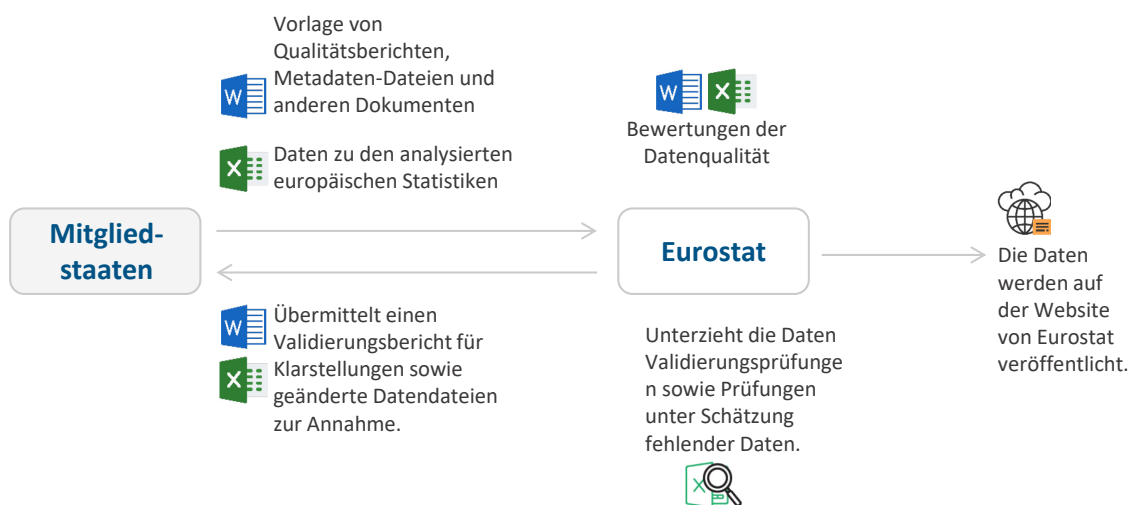 Vorlage von
Qualitätsberichten,
Metadaten-Dateien und
anderen Dokumenten
Daten zu den analysierten
europäischen Statistiken
Bewertungen der
Datenqualität
Mitglied-
staaten
Eurostat
Übermittelt einen
Validierungsbericht für
Klarstellungen sowie
geänderte Datendateien
zur Annahme.
Unterzieht die Daten
Validierungsprüfunge
n sowie Prüfungen
unter Schätzung
fehlender Daten.
Die Daten
werden auf
der Website
von Eurostat
veröffentlicht.